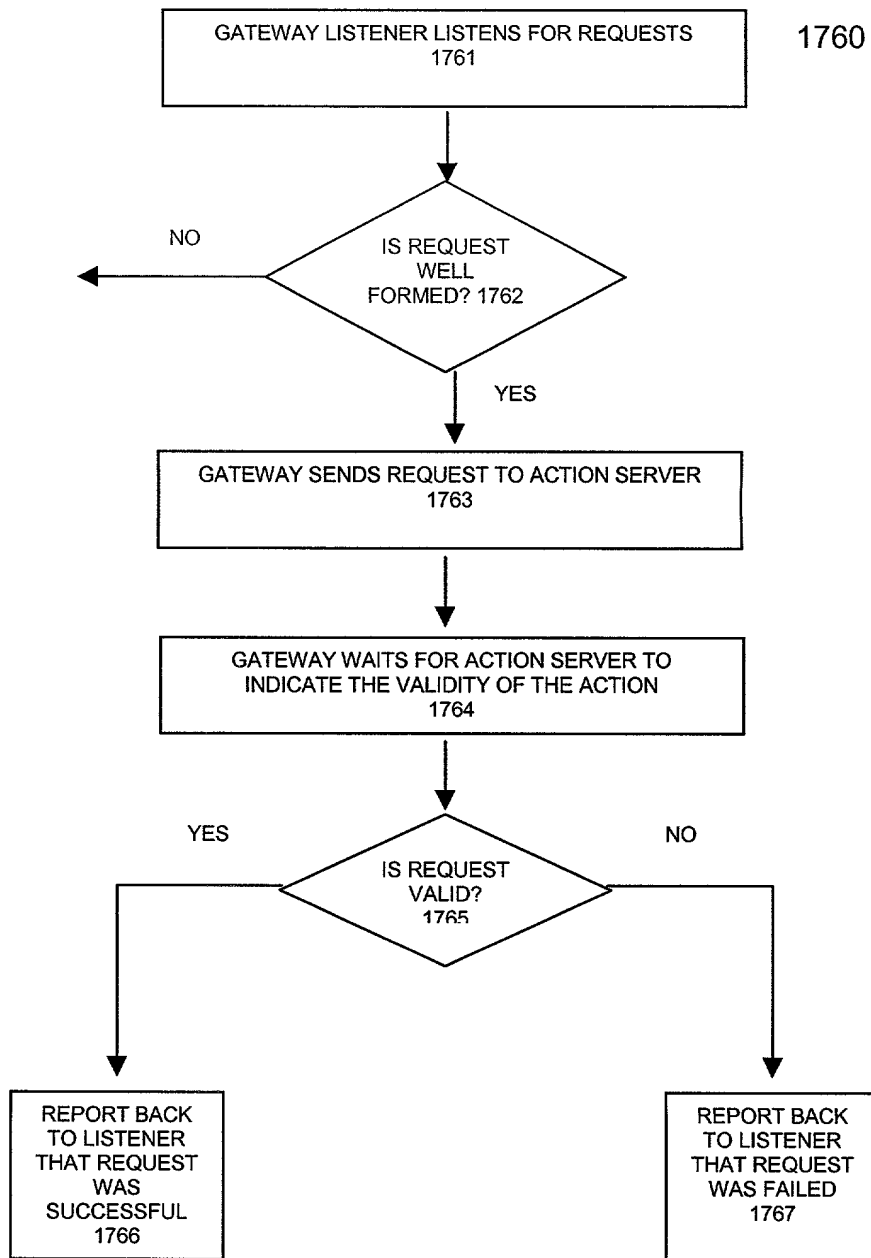 GATEWAY LISTENER LISTENS FOR REQUESTS
1761
1760
NO
IS REQUEST
WELL
FORMED? 1762
YES
GATEWAY SENDS REQUEST TO ACTION SERVER
1763
GATEWAY WAITS FOR ACTION SERVER TO
INDICATE THE VALIDITY OF THE ACTION
1764
YES
NO
IS REQUEST
VALID?
1765
REPORT BACK
TO LISTENER
THAT REQUEST
WAS
SUCCESSFUL
1766
REPORT BACK
TO LISTENER
THAT REQUEST
WAS FAILED
1767